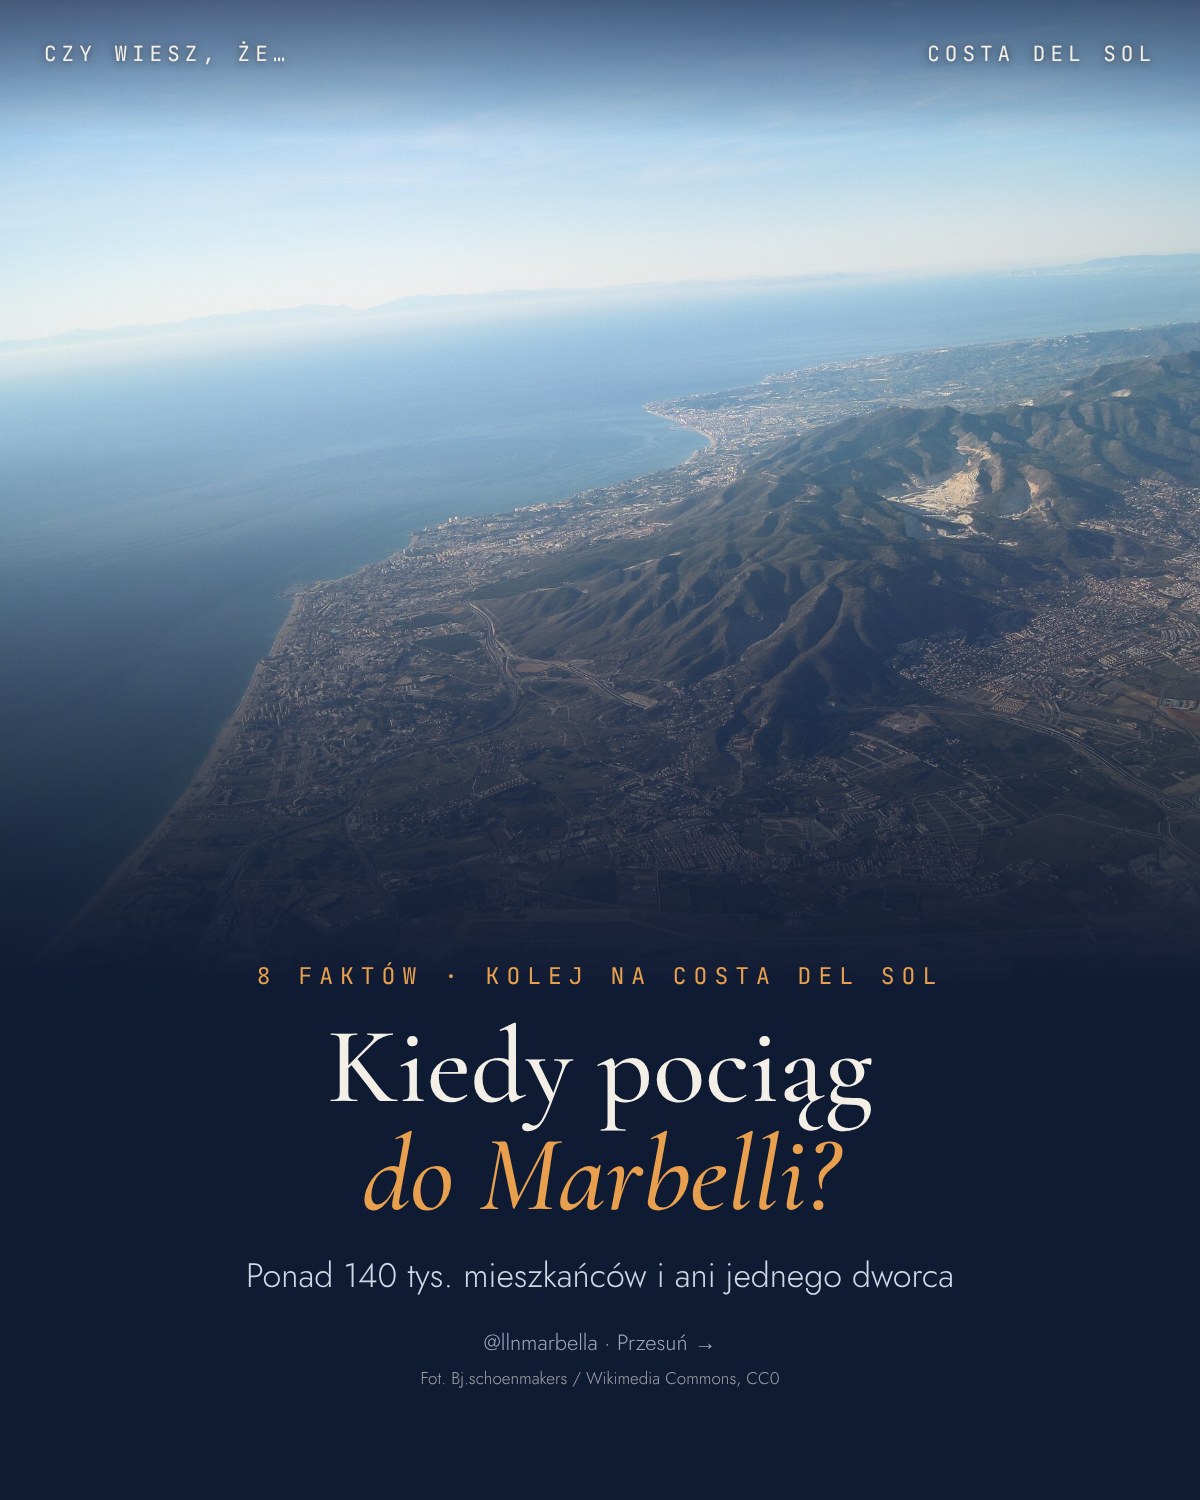 CZY WIESZ, ŻE…
COSTA DEL SOL
8 FAKTÓW · KOLEJ NA COSTA DEL SOL
Kiedy pociąg
do Marbelli?
Ponad 140 tys. mieszkańców i ani jednego dworca
@llnmarbella · Przesuń →
Fot. Bj.schoenmakers / Wikimedia Commons, CC0